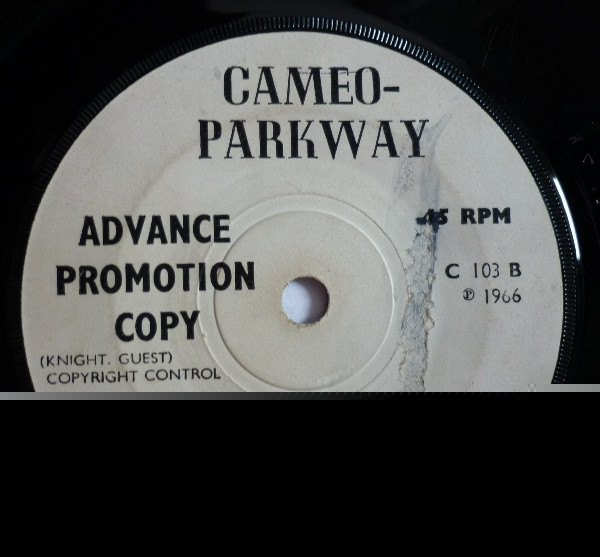 CAMEO-
PARKWAY
45 RPM
ADVANCE
PROMOTION
COPY
C 103 B
℗ 1966
(KNIGHT. GUEST)
COPYRIGHT CONTROL